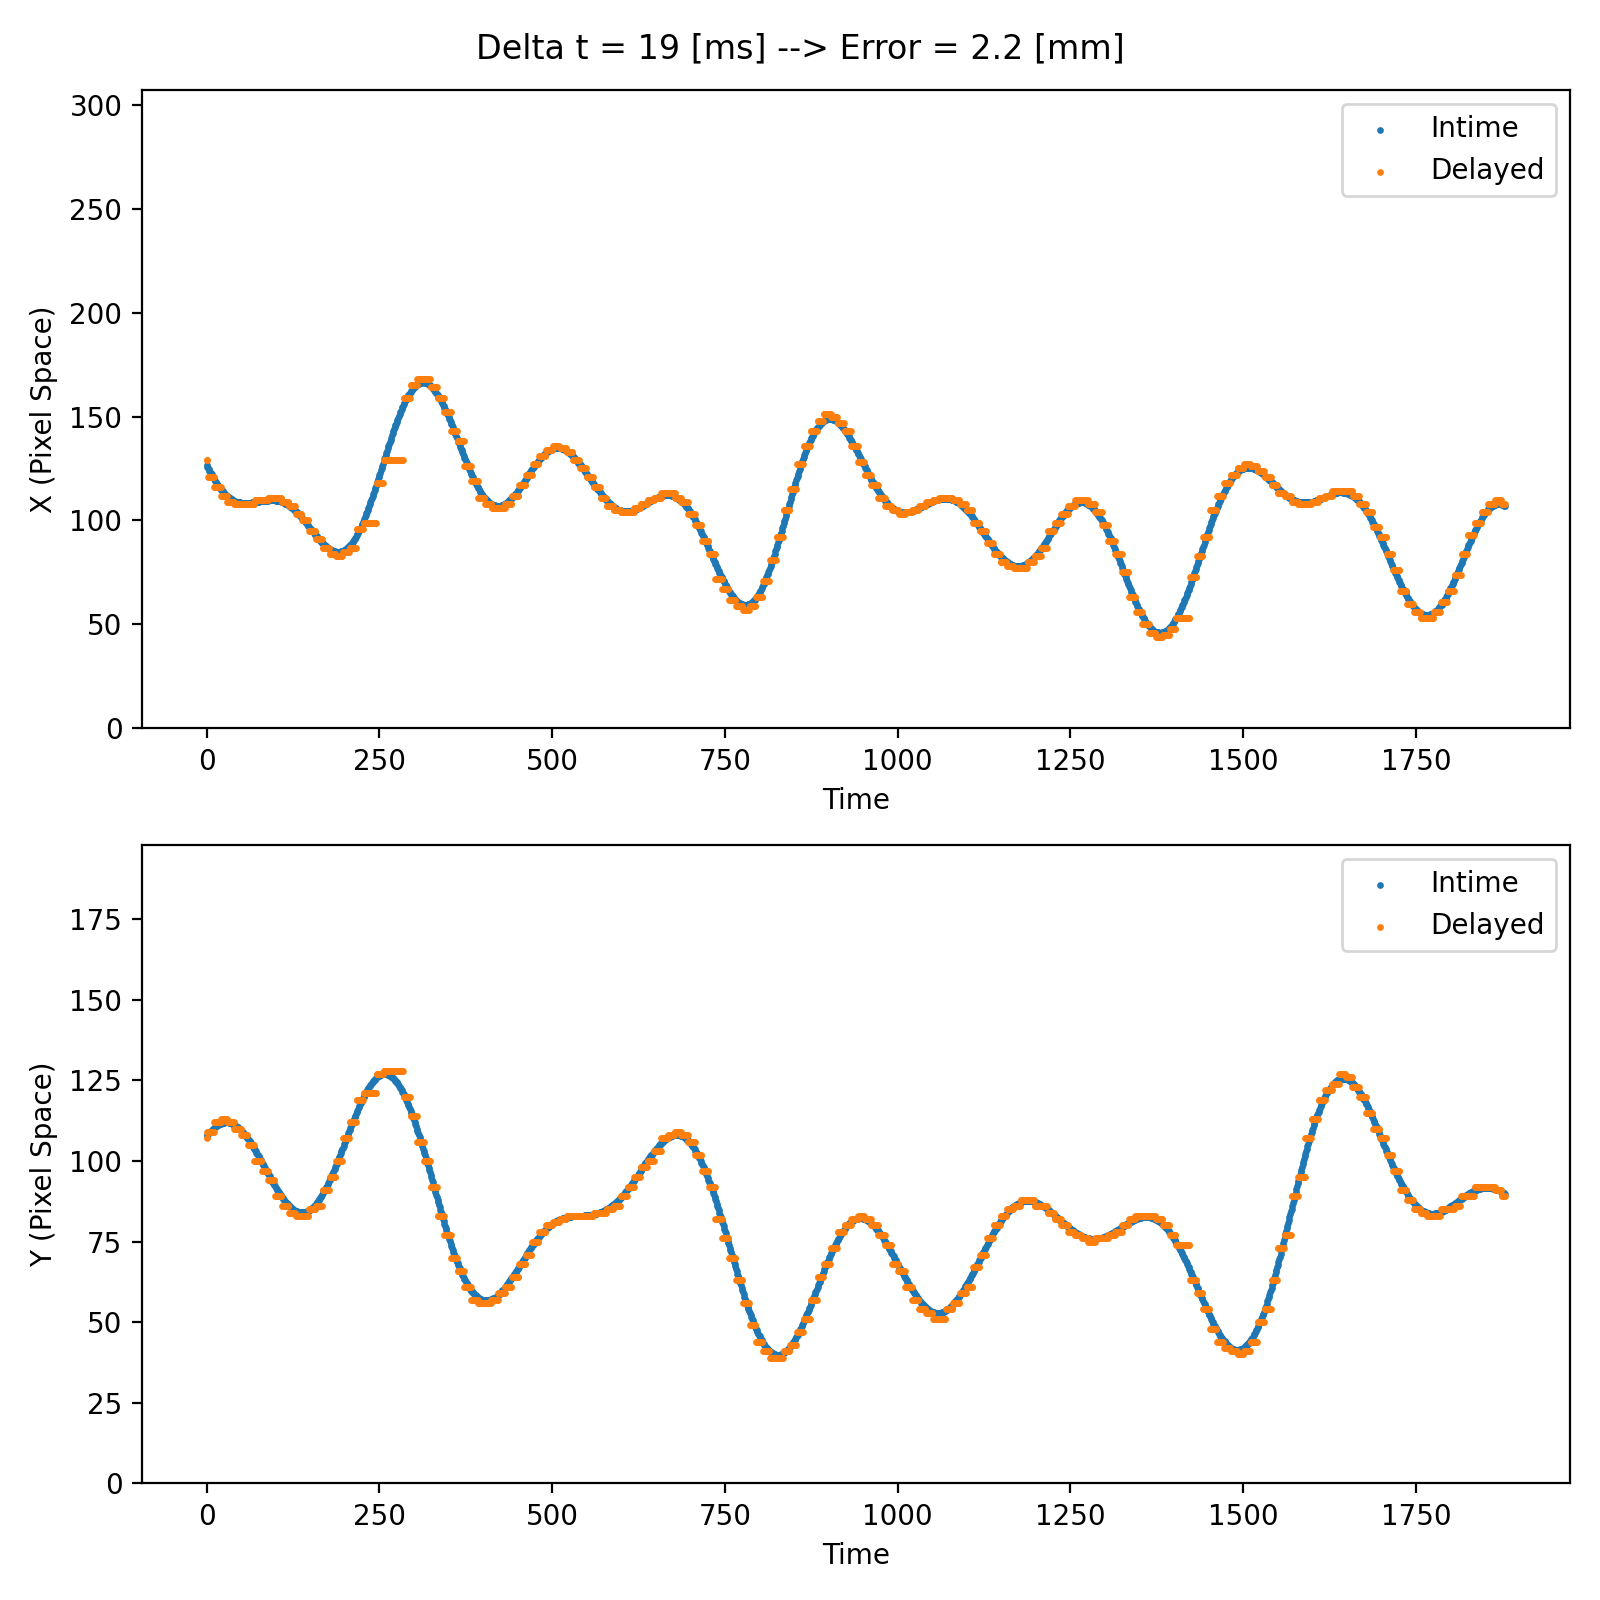 Delta t = 19 [ms] --> Error = 2.2 [mm]
300
250
200
150
100
50
0
X (Pixel Space)
Intime
Delayed
0 250 500 750 1000 1250 1500 1750
Time
175
150
125
100
75
50
25
0
Y (Pixel Space)
Intime
Delayed
0 250 500 750 1000 1250 1500 1750
Time